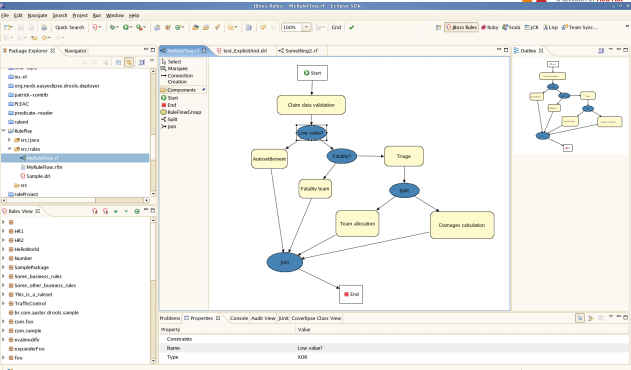 JBoss Rules - MyRuleFlow.rf - Eclipse SDK
File Edit Navigate Search Project Run Window Help
Quick Search
100%
Grid
JBoss Rules Ruby Scala JCR Lisp Team Sync...
Package Explorer Navigator
mu-nl
org.mc.easyeclipse.drools.deployer
patrick-contrib
PLEAC
predicate-reader
ruleml
RulePlay
src/java
src/rules
MyRuleFlow.rf
MyRuleFlow.rfm
Sample.drl
src
ruleProject
Rules View
HR1
HR2
HelloWorld
Number
SamplePackage
Some_business_rules
Some_other_business_rules
This_is_a_ruleset
TrafficControl
br.com.auster.drools.sample
com.foo
com.sample
evalmodify
expanderFoo
foo
MyRuleFlow.rf test_ExplicitAnd.drl Something2.rf
Select
Marquee
Connection
Creation
Components
Start
End
RuleFlowGroup
Split
Join
Start
Claim data validation
Low value?
Autosettlement
Fatality?
Triage
Fatality team
Split
Team allocation
Damages calculation
Join
End
Outline
Problems Properties Console Audit View JUnit Coverlipse Class View
Property Value
Constraints
Name Low value?
Type XOR